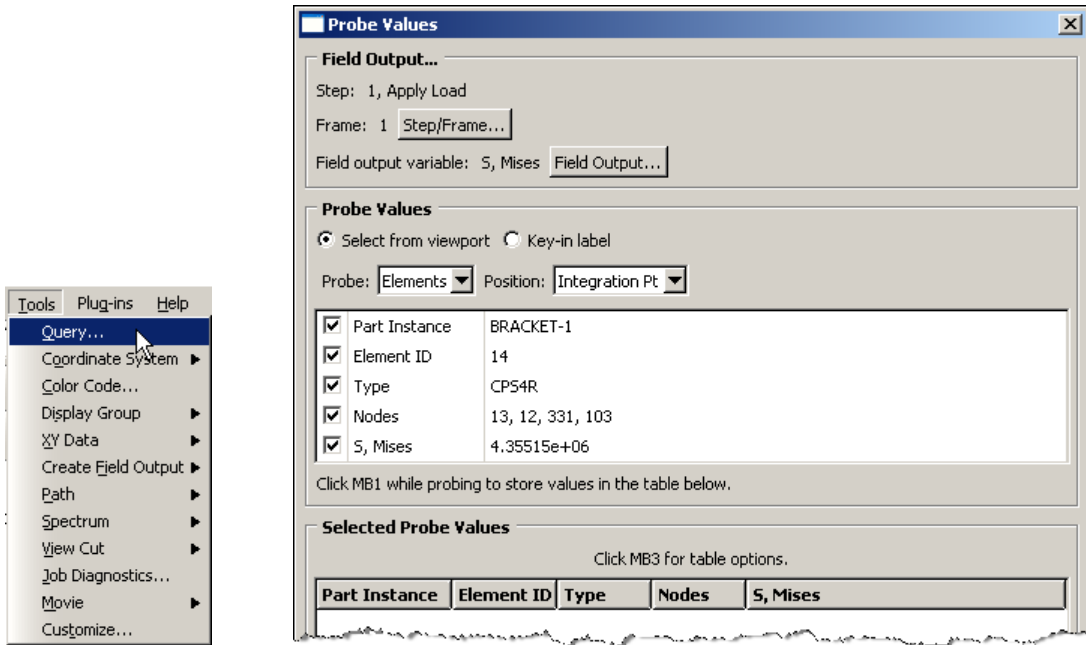 Tools Plug-ins Help
Query...
Coordinate System
Color Code...
Display Group
XY Data
Create Field Output
Path
Spectrum
View Cut
Job Diagnostics...
Movie
Customize...
Probe Values
Field Output...
Step: 1, Apply Load
Frame: 1 Step/Frame...
Field output variable: S, Mises Field Output...
Probe Values
Select from viewport Key-in label
Probe: Elements Position: Integration Pt
Part Instance BRACKET-1
Element ID 14
Type CPS4R
Nodes 13, 12, 331, 103
S, Mises 4.35515e+06
Click MB1 while probing to store values in the table below.
Selected Probe Values
Click MB3 for table options.
Part Instance Element ID Type Nodes S, Mises